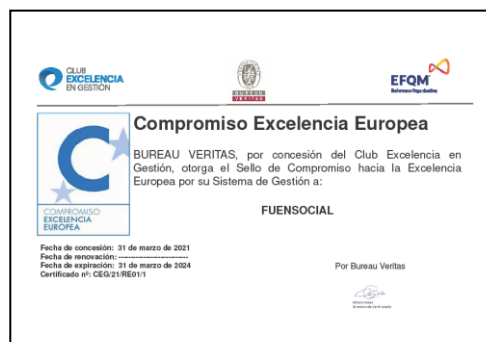 CLUB
EXCELENCIA
EN GESTIÓN
BUREAU
VERITAS
EFQM
Compromiso Excelencia Europea
BUREAU VERITAS, por concesión del Club Excelencia en
Gestión, otorga el Sello de Compromiso hacia la Excelencia
Europea por su Sistema de Gestión a:
FUENSOCIAL
C
COMPROMISO
EXCELENCIA
EUROPEA
Fecha de concesión: 31 de marzo de 2021
Fecha de renovación: --------------------------
Fecha de expiración: 31 de marzo de 2024
Certificado nº: CEG/21/RE01/1
Por Bureau Veritas